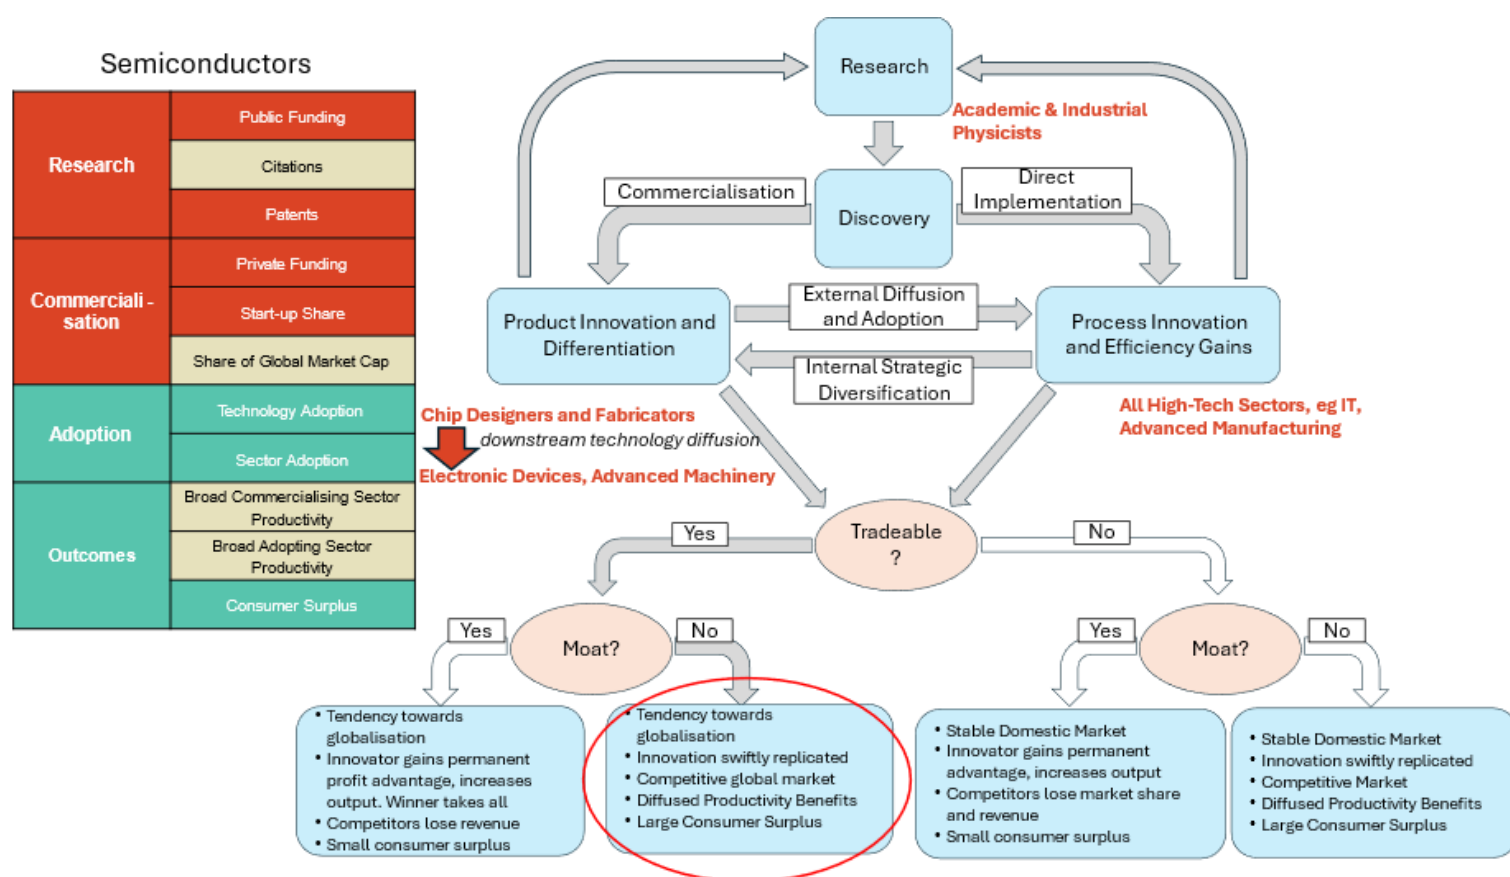 Semiconductors
Research
Public Funding
Citations
Patents
Commerciali -
sation
Private Funding
Start-up Share
Share of Global Market Cap
Adoption
Technology Adoption
Sector Adoption
Outcomes
Broad Commercialising Sector
Productivity
Broad Adopting Sector
Productivity
Consumer Surplus
Research
Academic & Industrial
Physicists
Commercialisation
Discovery
Direct
Implementation
Product Innovation and
Differentiation
External Diffusion
and Adoption
Internal Strategic
Diversification
Process Innovation
and Efficiency Gains
Chip Designers and Fabricators
downstream technology diffusion
Electronic Devices, Advanced Machinery
All High-Tech Sectors, eg IT,
Advanced Manufacturing
Tradeable
?
Yes
No
Moat?
Yes
No
Moat?
Yes
No
• Tendency towards
globalisation
• Innovator gains permanent
profit advantage, increases
output. Winner takes all
• Competitors lose revenue
• Small consumer surplus
• Tendency towards
globalisation
• Innovation swiftly replicated
• Competitive global market
• Diffused Productivity Benefits
• Large Consumer Surplus
• Stable Domestic Market
• Innovator gains permanent
advantage, increases output
• Competitors lose market share
and revenue
• Small consumer surplus
• Stable Domestic Market
• Innovation swiftly replicated
• Competitive Market
• Diffused Productivity Benefits
• Large Consumer Surplus